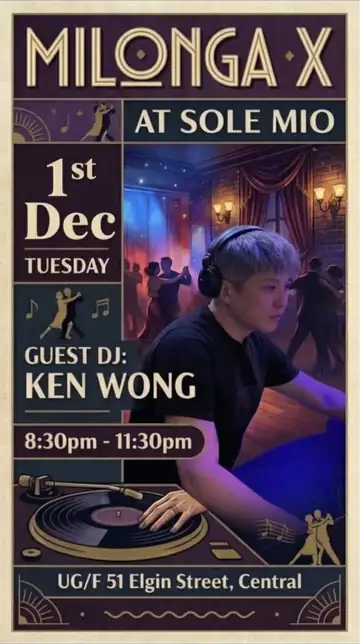 MILONGA · X
AT SOLE MIO
1st
Dec
TUESDAY
GUEST DJ:
KEN WONG
8:30pm - 11:30pm
UG/F 51 Elgin Street, Central